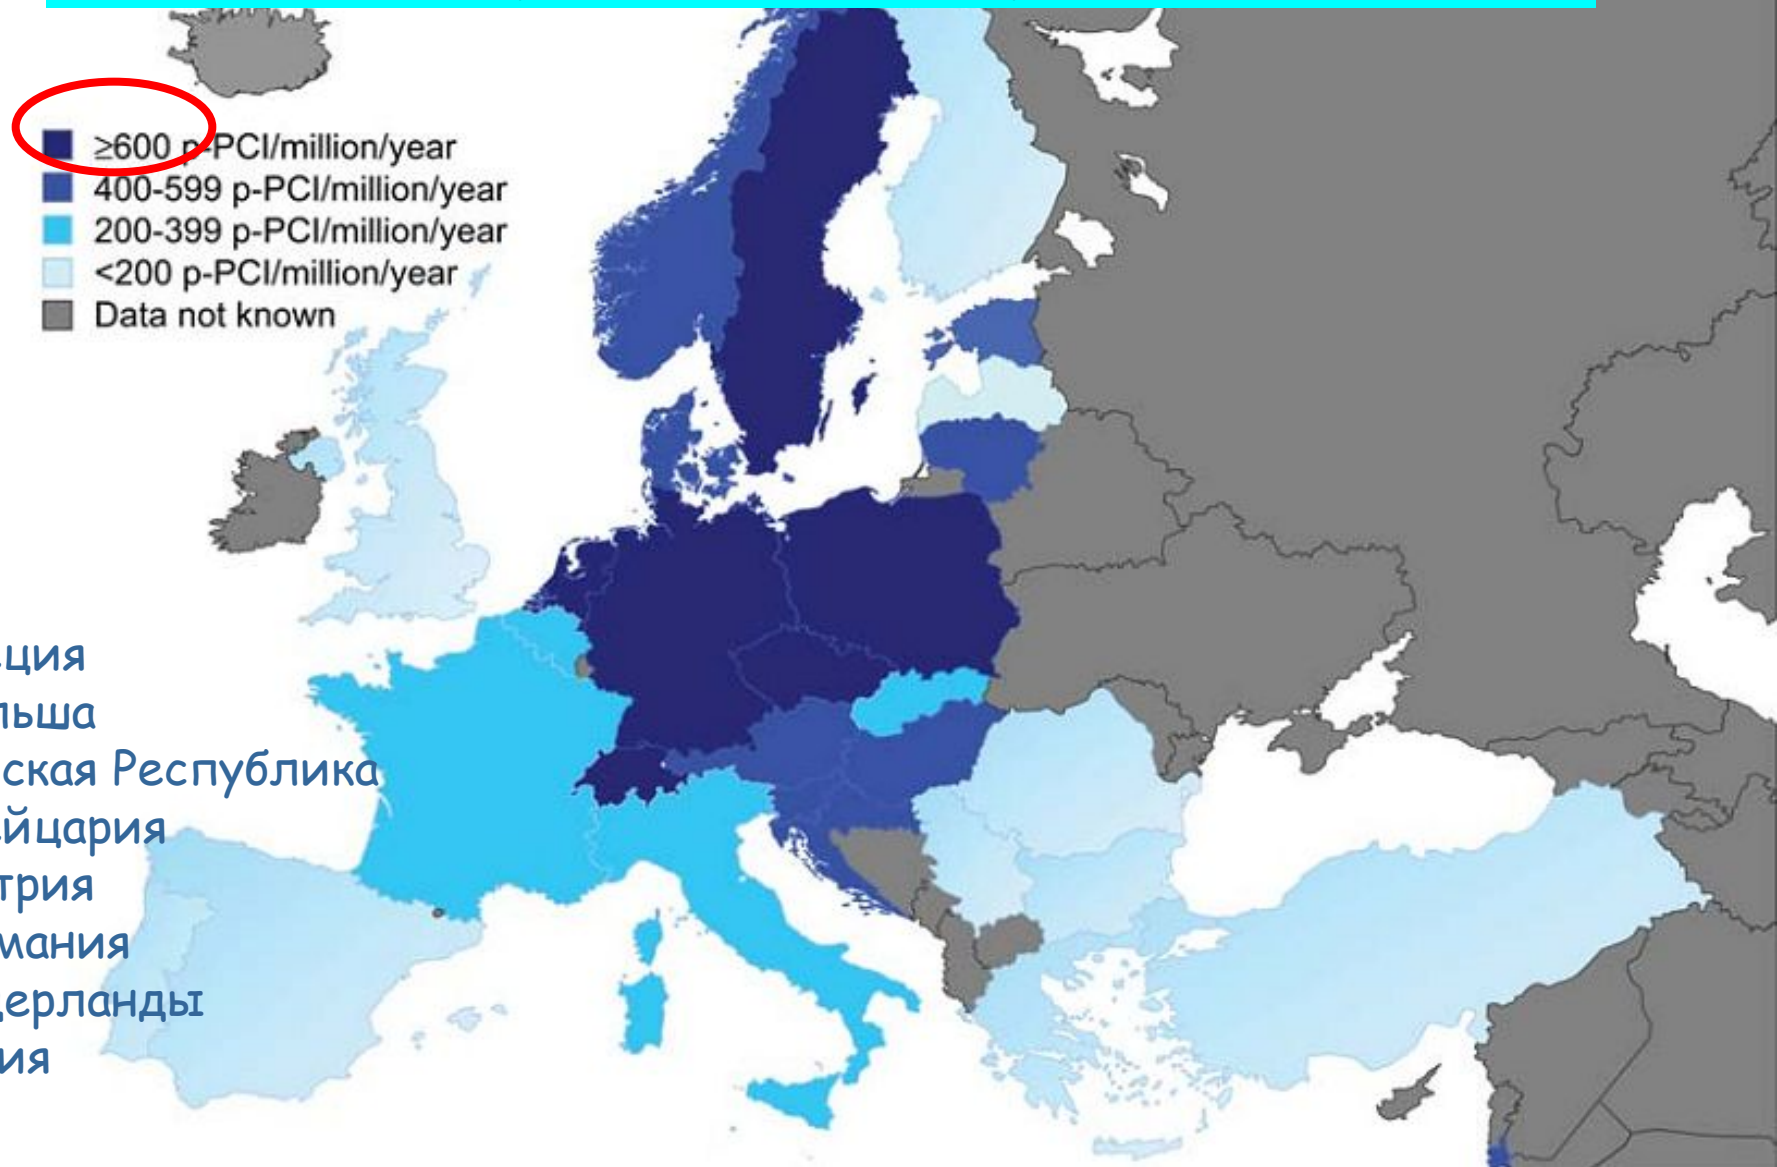 ≥600 p-PCI/million/year
400-599 p-PCI/million/year
200-399 p-PCI/million/year
<200 p-PCI/million/year
Data not known
ция
льша
ская Республика
йцария
трия
мания
дерланды
ия